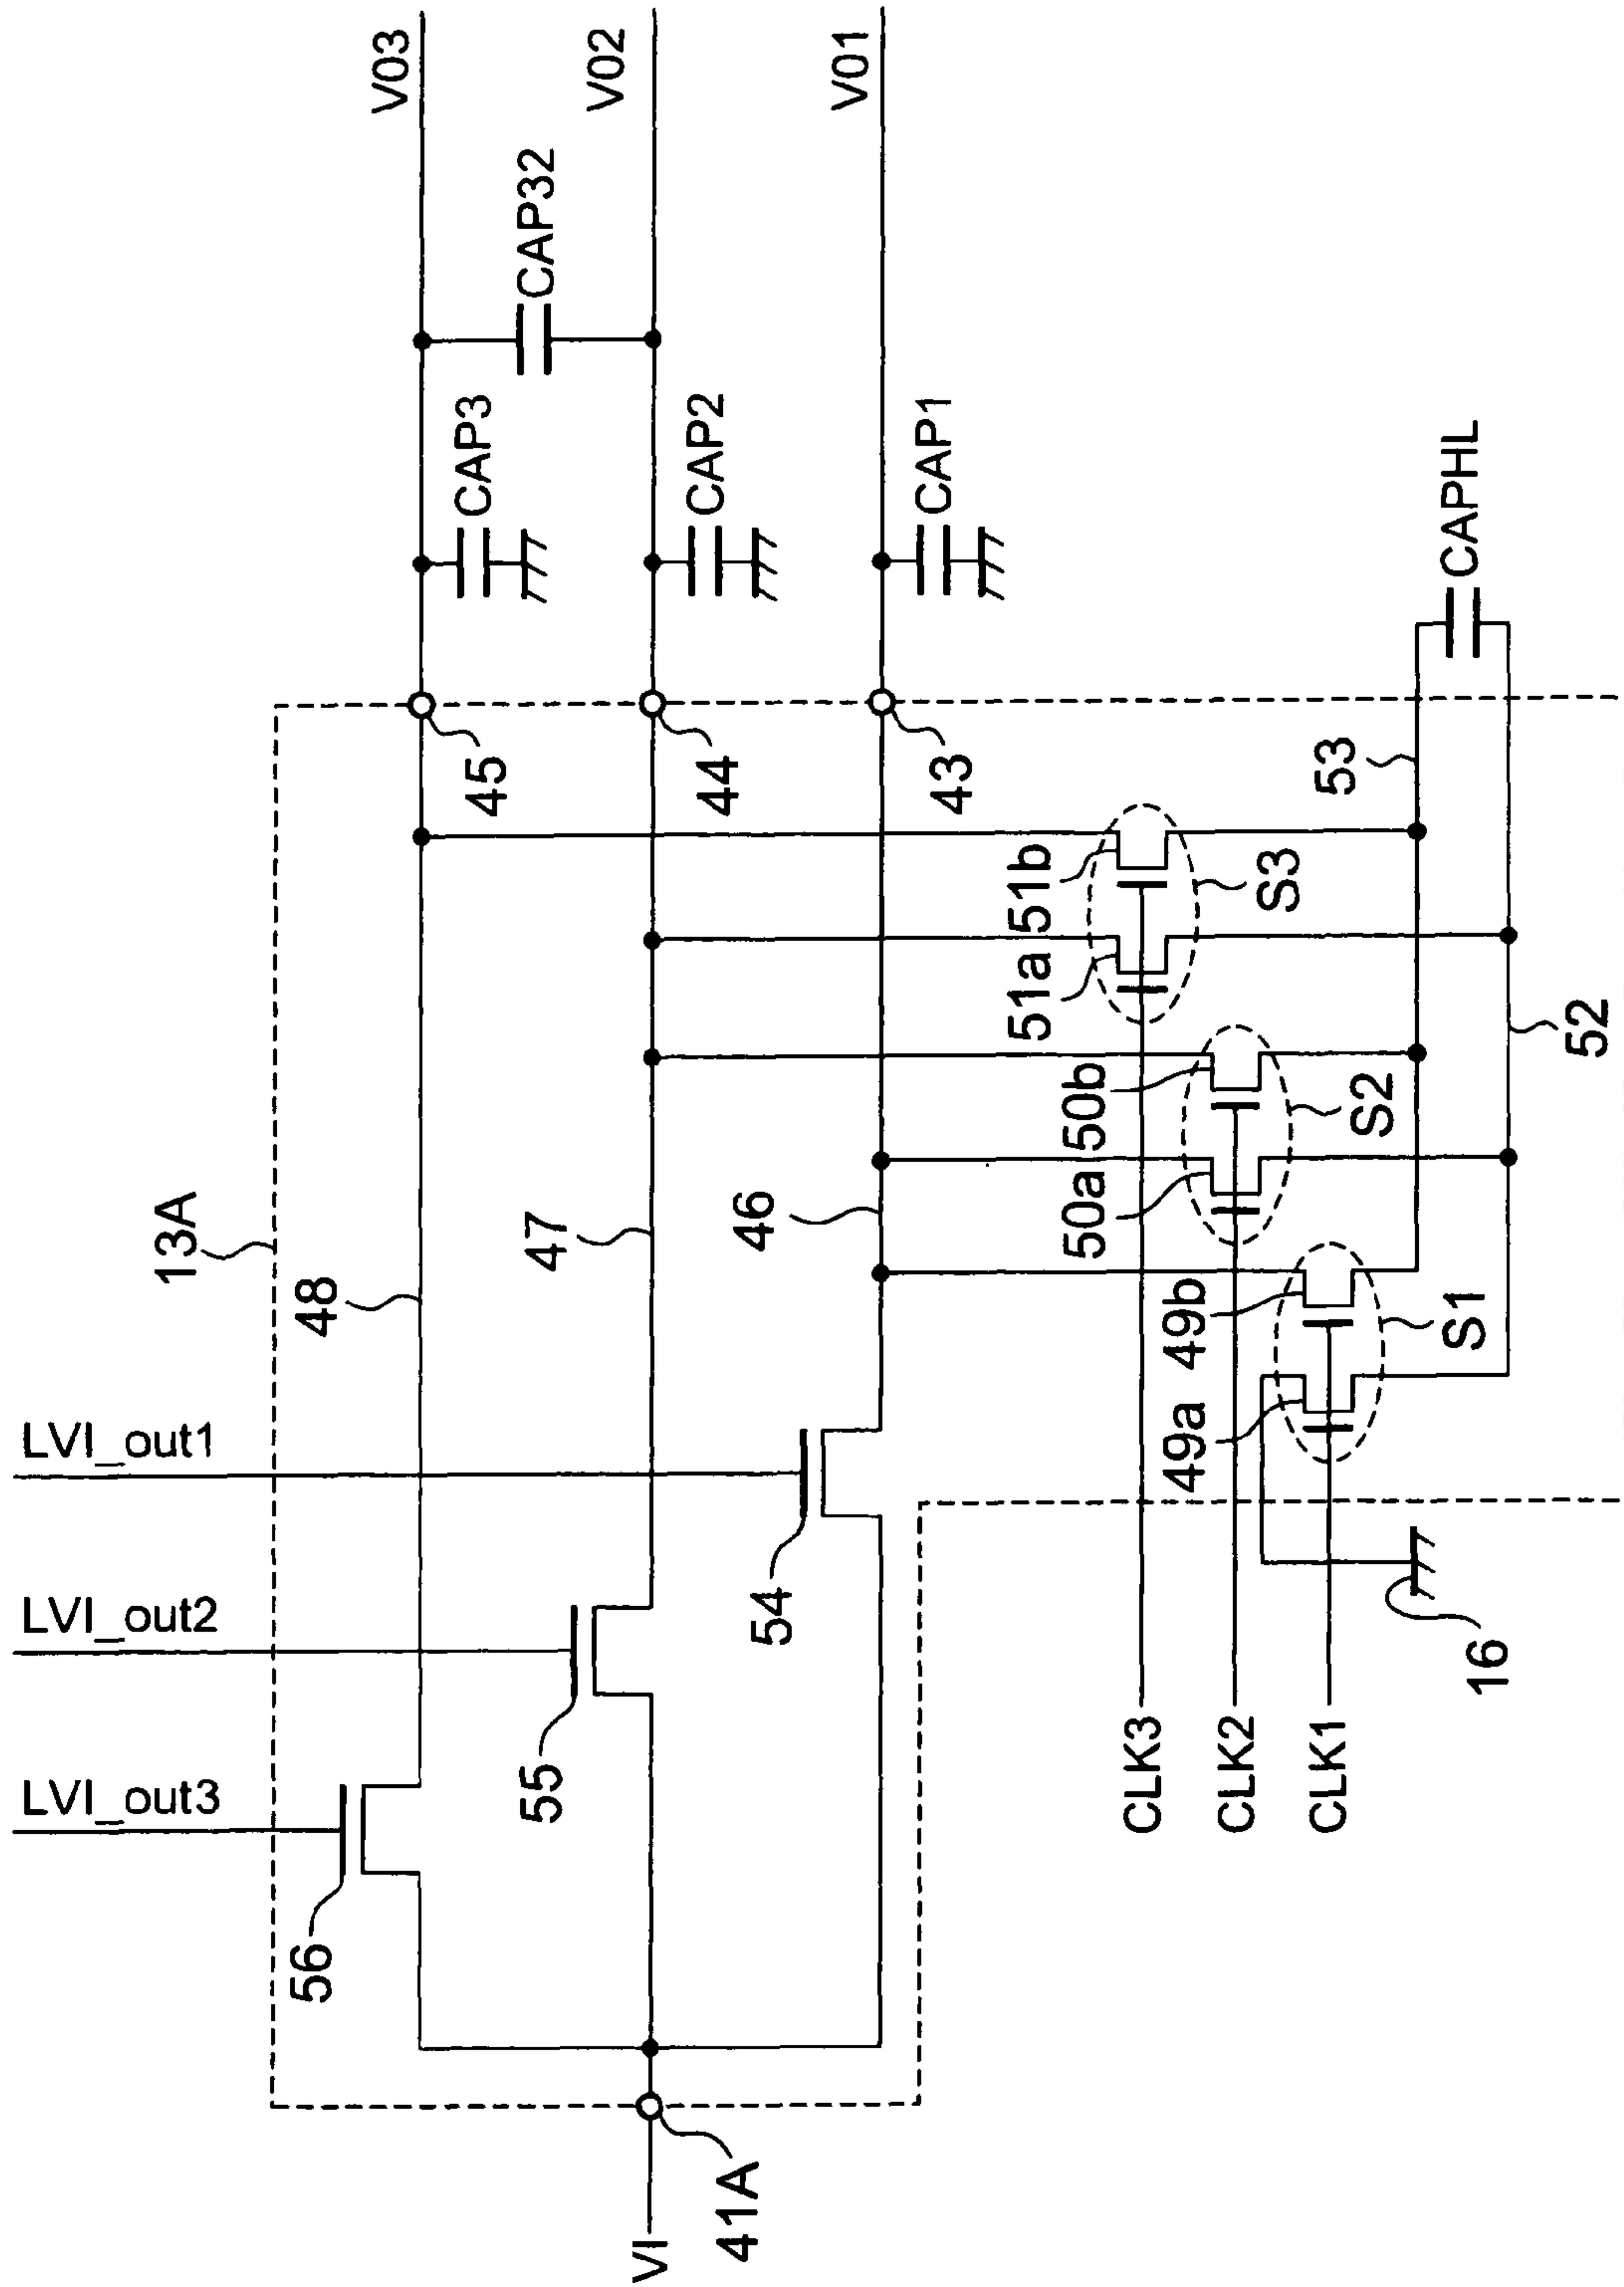 LVI_out3
LVI_out2
LVI_out1
13A
56
48
V03
55
47
45
CAP3
CAP32
VI
41A
44
CAP2
V02
54
46
43
CAP1
V01
CLK3
51a
51b
S3
CLK2
50a
50b
S2
53
CLK1
49a
49b
S1
CAPHL
16
52